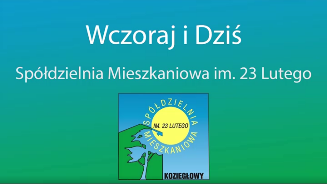 Wczoraj i Dziś
Spółdzielnia Mieszkaniowa im. 23 Lutego
SPÓŁDZIELNIA
IM. 23 LUTEGO
MIESZKANIOWA
KOZIEGŁOWY